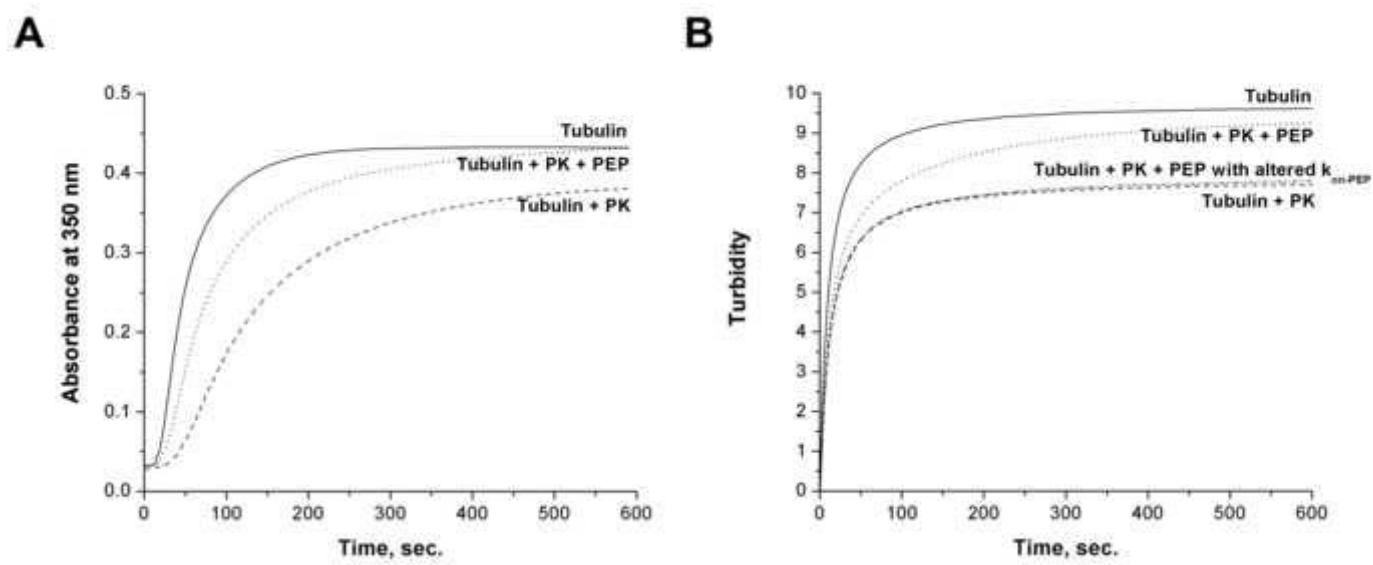 A
B
0.5
0.4
0.3
0.2
0.1
0.0
Absorbance at 350 nm
Tubulin
Tubulin + PK + PEP
Tubulin + PK
0
100
200
300
400
500
600
Time, sec.
10
9
8
7
6
5
4
3
2
1
0
Turbidity
Tubulin
Tubulin + PK + PEP
Tubulin + PK + PEP with altered k on-PEP
Tubulin + PK
0
100
200
300
400
500
600
Time, sec.